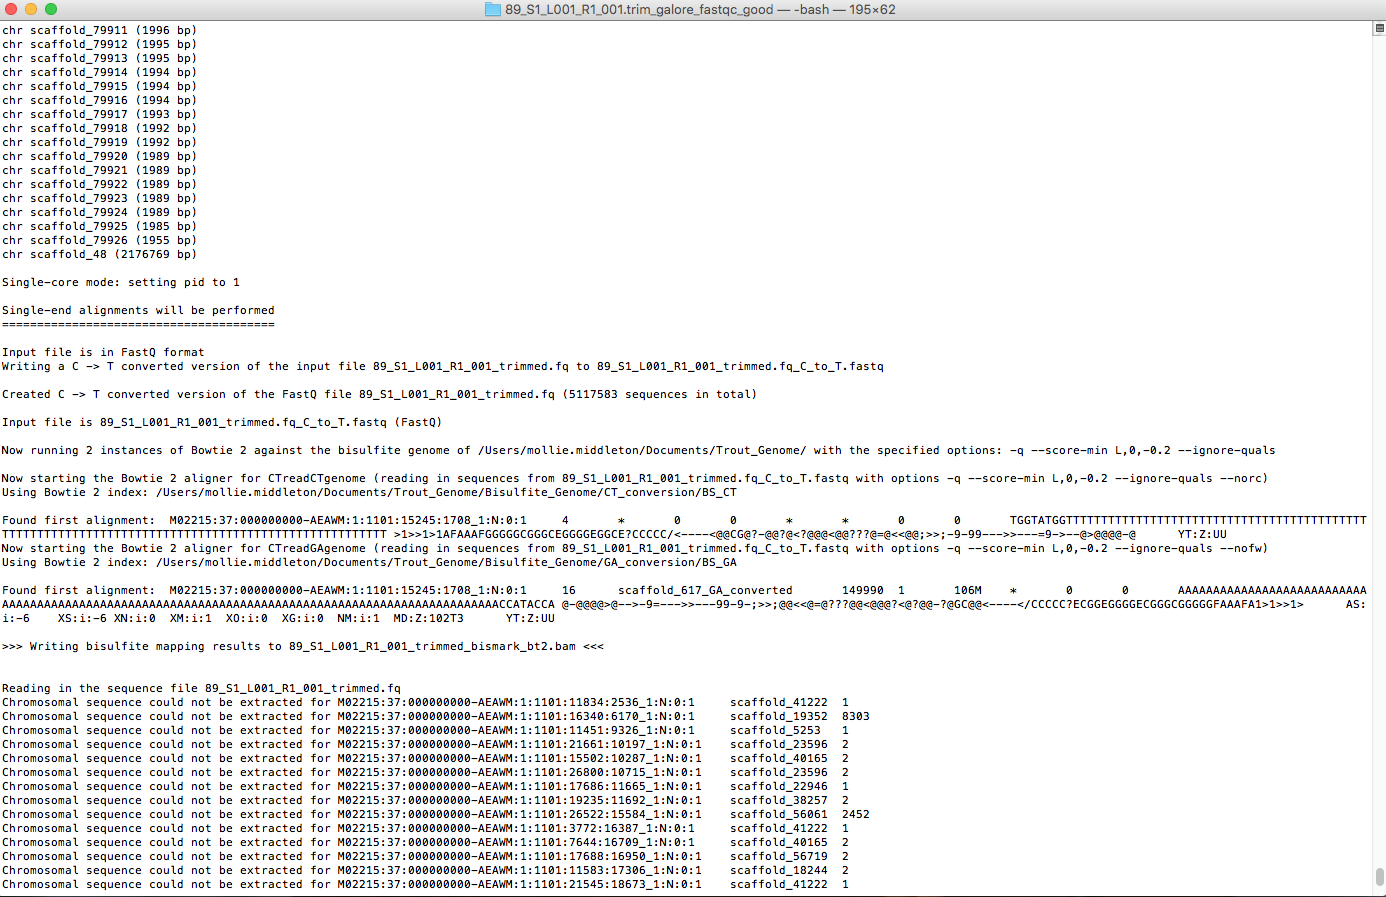 89_S1_L001_R1_001.trim_galore_fastqc_good — -bash — 195×62
chr scaffold_79911 (1996 bp)
chr scaffold_79912 (1995 bp)
chr scaffold_79913 (1995 bp)
chr scaffold_79914 (1994 bp)
chr scaffold_79915 (1994 bp)
chr scaffold_79916 (1994 bp)
chr scaffold_79917 (1993 bp)
chr scaffold_79918 (1992 bp)
chr scaffold_79919 (1992 bp)
chr scaffold_79920 (1989 bp)
chr scaffold_79921 (1989 bp)
chr scaffold_79922 (1989 bp)
chr scaffold_79923 (1989 bp)
chr scaffold_79924 (1989 bp)
chr scaffold_79925 (1985 bp)
chr scaffold_79926 (1955 bp)
chr scaffold_48 (2176769 bp)
Single-core mode: setting pid to 1
Single-end alignments will be performed
=======================================
Input file is in FastQ format
Writing a C -> T converted version of the input file 89_S1_L001_R1_001_trimmed.fq to 89_S1_L001_R1_001_trimmed.fq_C_to_T.fastq
Created C -> T converted version of the FastQ file 89_S1_L001_R1_001_trimmed.fq (5117583 sequences in total)
Input file is 89_S1_L001_R1_001_trimmed.fq_C_to_T.fastq (FastQ)
Now running 2 instances of Bowtie 2 against the bisulfite genome of /Users/mollie.middleton/Documents/Trout_Genome/ with the specified options: -q --score-min L,0,-0.2 --ignore-quals
Now starting the Bowtie 2 aligner for CTreadCTgenome (reading in sequences from 89_S1_L001_R1_001_trimmed.fq_C_to_T.fastq with options -q --score-min L,0,-0.2 --ignore-quals --norc)
Using Bowtie 2 index: /Users/mollie.middleton/Documents/Trout_Genome/Bisulfite_Genome/CT_conversion/BS_CT
Found first alignment: M02215:37:000000000-AEAWM:1:1101:15245:1708_1:N:0:1 4 * 0 0 * * 0 0 TGGTATGGTTTTTTTTTTTTTTTTTTTTTTTTTTTTTTTTTTTTTTTTTTT
TTTTTTTTTTTTTTTTTTTTTTTTTTTTTTTTTTTTTTTTTTTTTTTTTTTTTTT >1>>1>1AFAAAFGGGGGCGGGCEGGGGEGGCE?CCCCC/<----<@@CG@?-@@?@<?@@@<@@???@=@<<@@;>>;-9-99--->>----=9->--@>@@@@-@ YT:Z:UU
Now starting the Bowtie 2 aligner for CTreadGAgenome (reading in sequences from 89_S1_L001_R1_001_trimmed.fq_C_to_T.fastq with options -q --score-min L,0,-0.2 --ignore-quals --nofw)
Using Bowtie 2 index: /Users/mollie.middleton/Documents/Trout_Genome/Bisulfite_Genome/GA_conversion/BS_GA
Found first alignment: M02215:37:000000000-AEAWM:1:1101:15245:1708_1:N:0:1 16 scaffold_617_GA_converted 149990 1 106M * 0 0 AAAAAAAAAAAAAAAAAAAAAAAAAAA
AAAAAAAAAAAAAAAAAAAAAAAAAAAAAAAAAAAAAAAAAAAAAAAAAAAAAAAAAAAAAAAAAAAAAAACCATACCA @-@@@@>@-->-9=---->>---99-9-;>>;@@<<@=@???@@<@@@?<@?@@-?@GC@@<----</CCCCC?ECGGEGGGGECGGGCGGGGGFAAAFA1>1>>1> AS:
i:-6 XS:i:-6 XN:i:0 XM:i:1 XO:i:0 XG:i:0 NM:i:1 MD:Z:102T3 YT:Z:UU
>>> Writing bisulfite mapping results to 89_S1_L001_R1_001_trimmed_bismark_bt2.bam <<<
Reading in the sequence file 89_S1_L001_R1_001_trimmed.fq
Chromosomal sequence could not be extracted for M02215:37:000000000-AEAWM:1:1101:11834:2536_1:N:0:1 scaffold_41222 1
Chromosomal sequence could not be extracted for M02215:37:000000000-AEAWM:1:1101:16340:6170_1:N:0:1 scaffold_19352 8303
Chromosomal sequence could not be extracted for M02215:37:000000000-AEAWM:1:1101:11451:9326_1:N:0:1 scaffold_5253 1
Chromosomal sequence could not be extracted for M02215:37:000000000-AEAWM:1:1101:21661:10197_1:N:0:1 scaffold_23596 2
Chromosomal sequence could not be extracted for M02215:37:000000000-AEAWM:1:1101:15502:10287_1:N:0:1 scaffold_40165 2
Chromosomal sequence could not be extracted for M02215:37:000000000-AEAWM:1:1101:26800:10715_1:N:0:1 scaffold_23596 2
Chromosomal sequence could not be extracted for M02215:37:000000000-AEAWM:1:1101:17686:11665_1:N:0:1 scaffold_22946 1
Chromosomal sequence could not be extracted for M02215:37:000000000-AEAWM:1:1101:19235:11692_1:N:0:1 scaffold_38257 2
Chromosomal sequence could not be extracted for M02215:37:000000000-AEAWM:1:1101:26522:15584_1:N:0:1 scaffold_56061 2452
Chromosomal sequence could not be extracted for M02215:37:000000000-AEAWM:1:1101:3772:16387_1:N:0:1 scaffold_41222 1
Chromosomal sequence could not be extracted for M02215:37:000000000-AEAWM:1:1101:7644:16709_1:N:0:1 scaffold_40165 2
Chromosomal sequence could not be extracted for M02215:37:000000000-AEAWM:1:1101:17688:16950_1:N:0:1 scaffold_56719 2
Chromosomal sequence could not be extracted for M02215:37:000000000-AEAWM:1:1101:11583:17306_1:N:0:1 scaffold_18244 2
Chromosomal sequence could not be extracted for M02215:37:000000000-AEAWM:1:1101:21545:18673_1:N:0:1 scaffold_41222 1